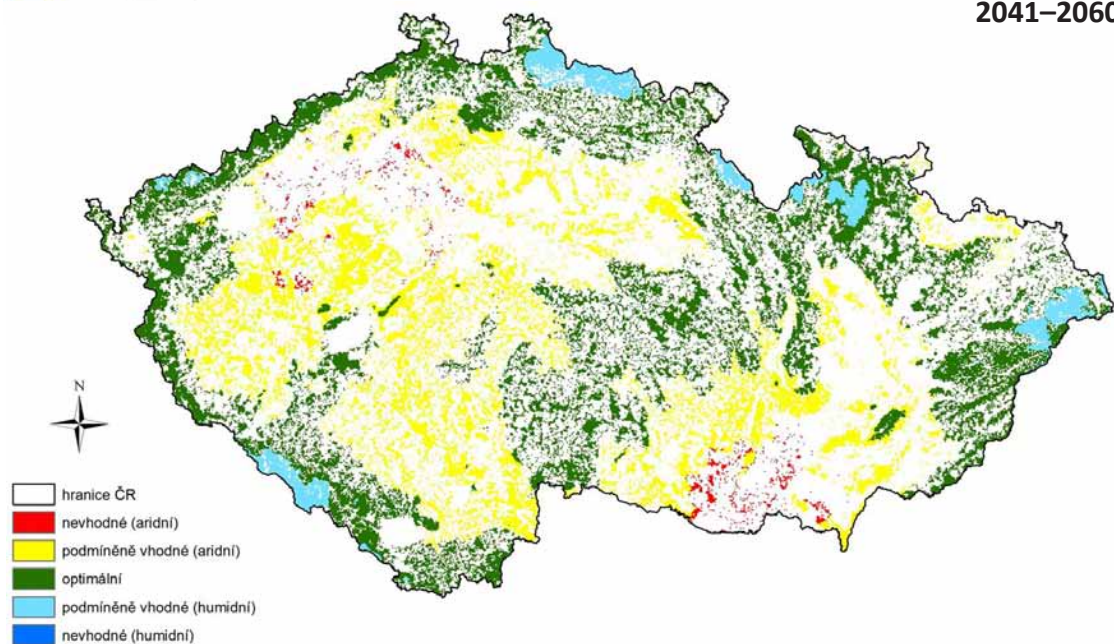 2041–2060
N
hranice ČR
nevhodné (aridní)
podmíněně vhodné (aridní)
optimální
podmíněně vhodné (humidní)
nevhodné (humidní)